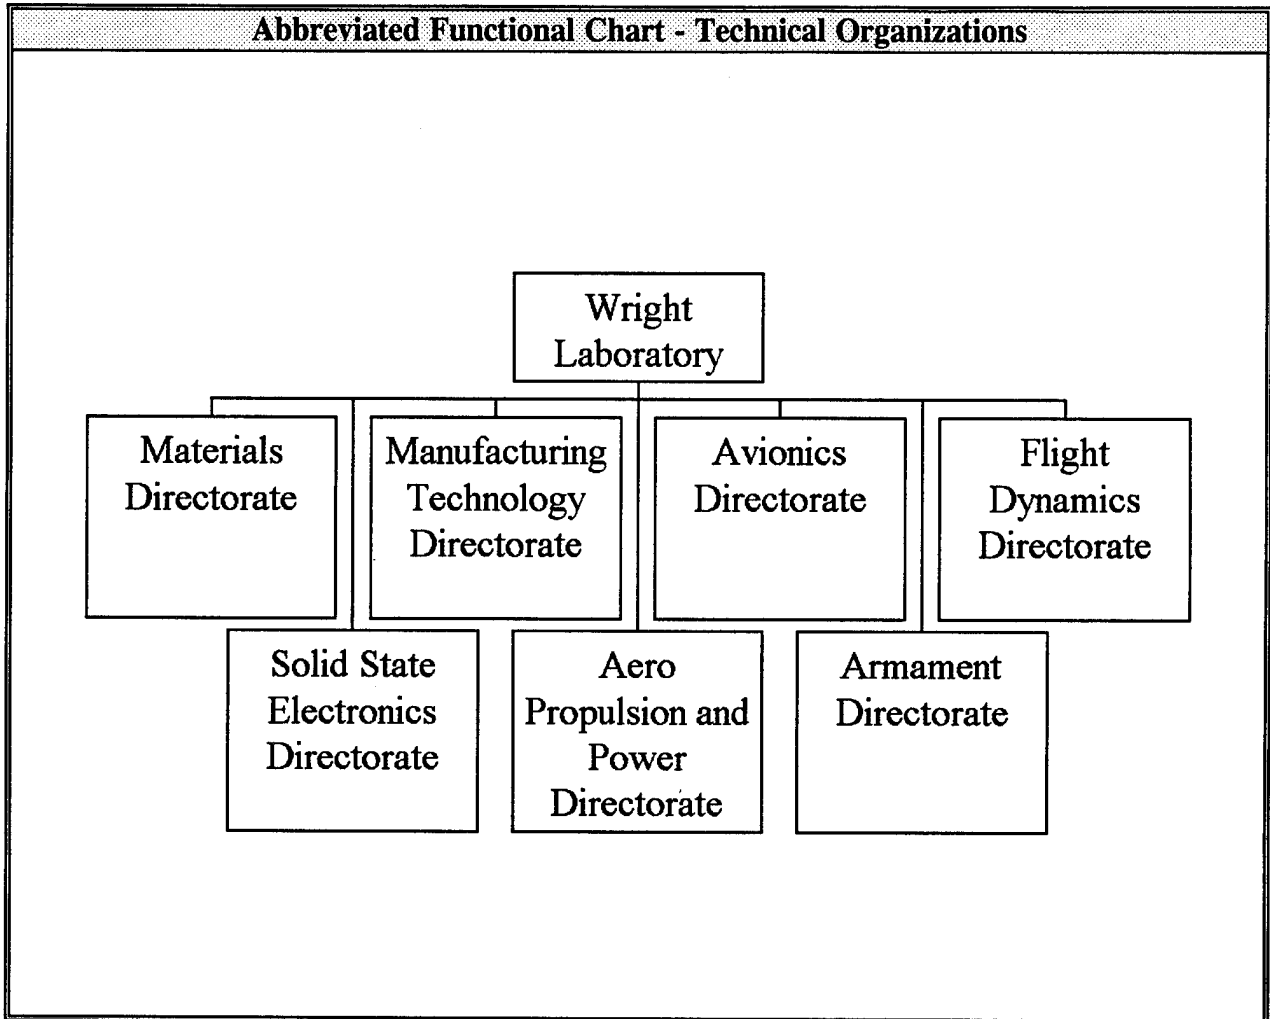 Abbreviated Functional Chart - Technical Organizations
Wright
Laboratory
Materials
Directorate
Manufacturing
Technology
Directorate
Avionics
Directorate
Flight
Dynamics
Directorate
Solid State
Electronics
Directorate
Aero
Propulsion and
Power
Directorate
Armament
Directorate